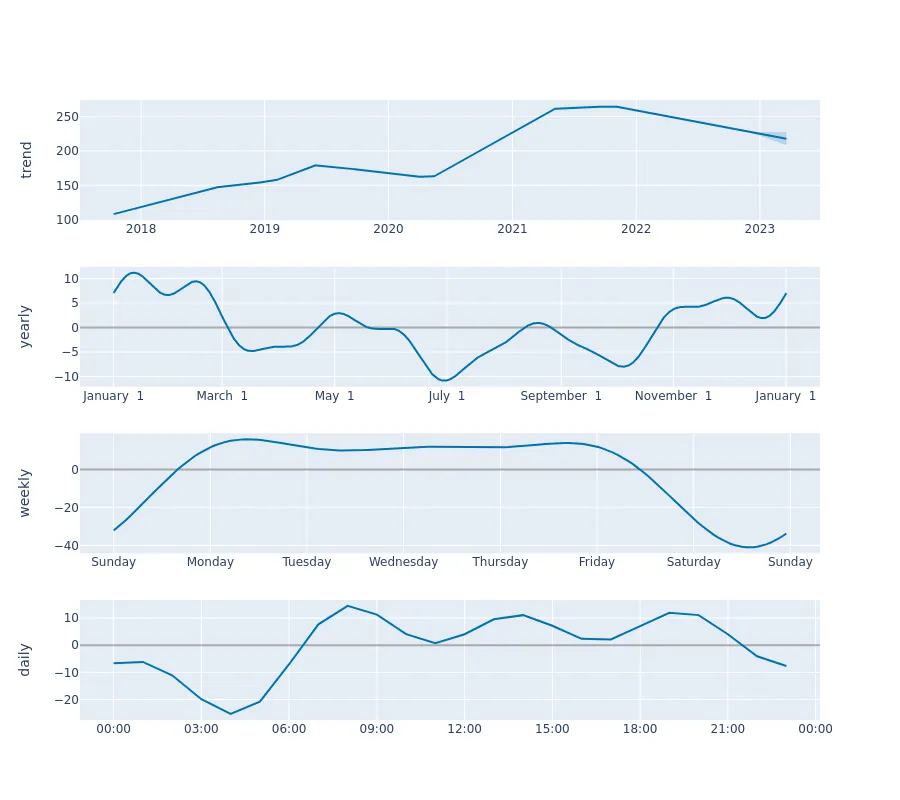 trend
250
200
150
100
2018 2019 2020 2021 2022 2023
yearly
10
5
0
−5
−10
January 1 March 1 May 1 July 1 September 1 November 1 January 1
weekly
0
−20
−40
Sunday Monday Tuesday Wednesday Thursday Friday Saturday Sunday
daily
10
0
−10
−20
00:00 03:00 06:00 09:00 12:00 15:00 18:00 21:00 00:00